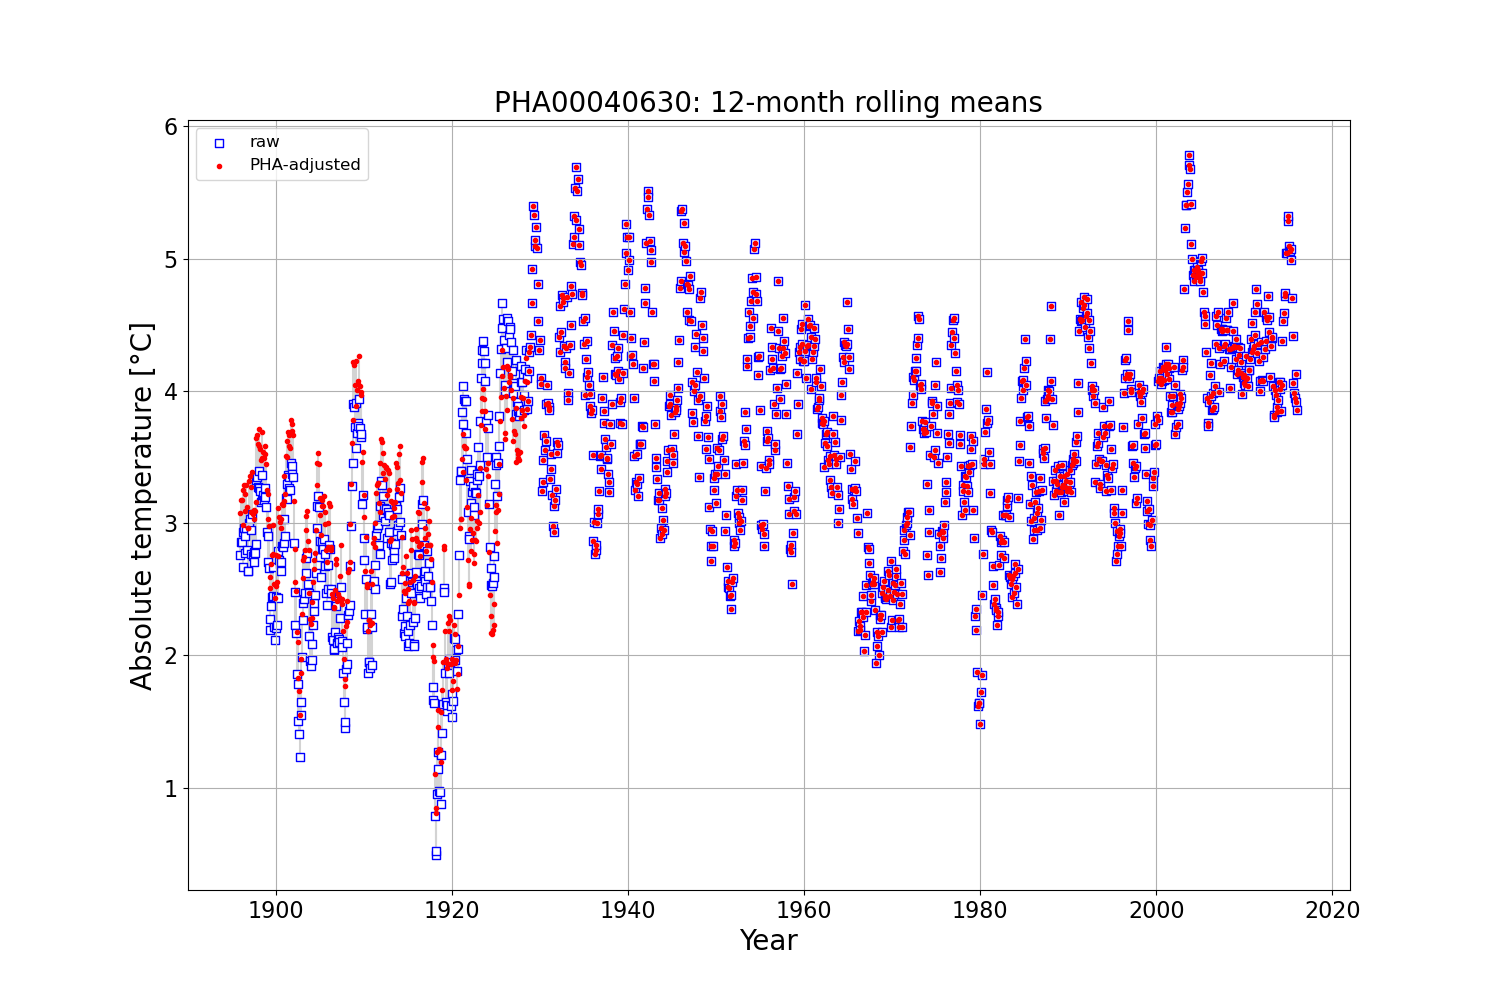 PHA00040630: 12-month rolling means
raw
PHA-adjusted
Absolute temperature [°C]
6
5
4
3
2
1
1900 1920 1940 1960 1980 2000 2020
Year